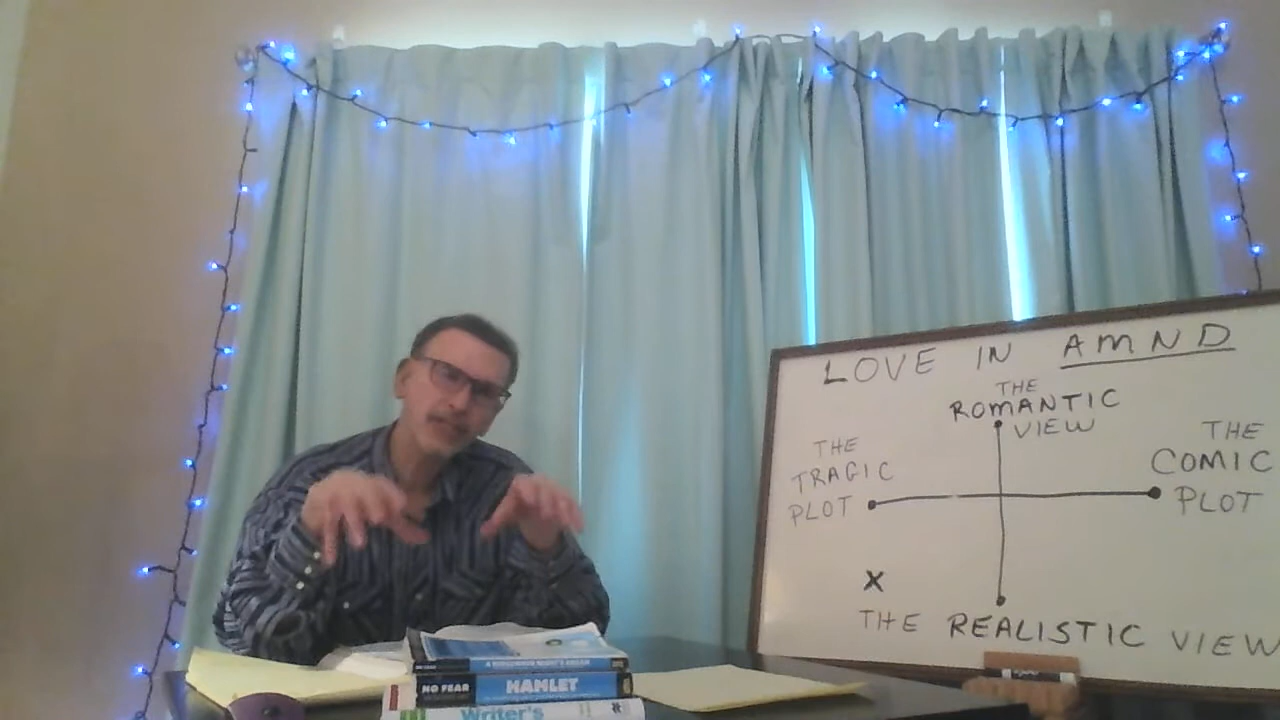 LOVE IN AMND
THE
ROMANTIC
VIEW
THE
TRAGIC
PLOT
THE
COMIC
PLOT
X
THE REALISTIC VIEW
A MIDSUMMER NIGHT'S DREAM
NO FEAR HAMLET
Writer's